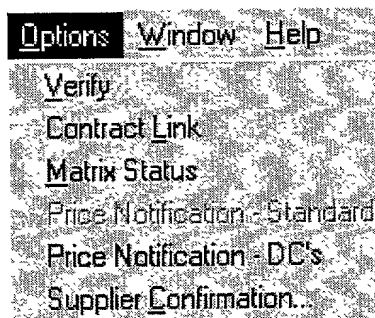 Options Window Help
Verify
Contract Link
Matrix Status
Price Notification - Standard
Price Notification - DC's
Supplier Confirmation...